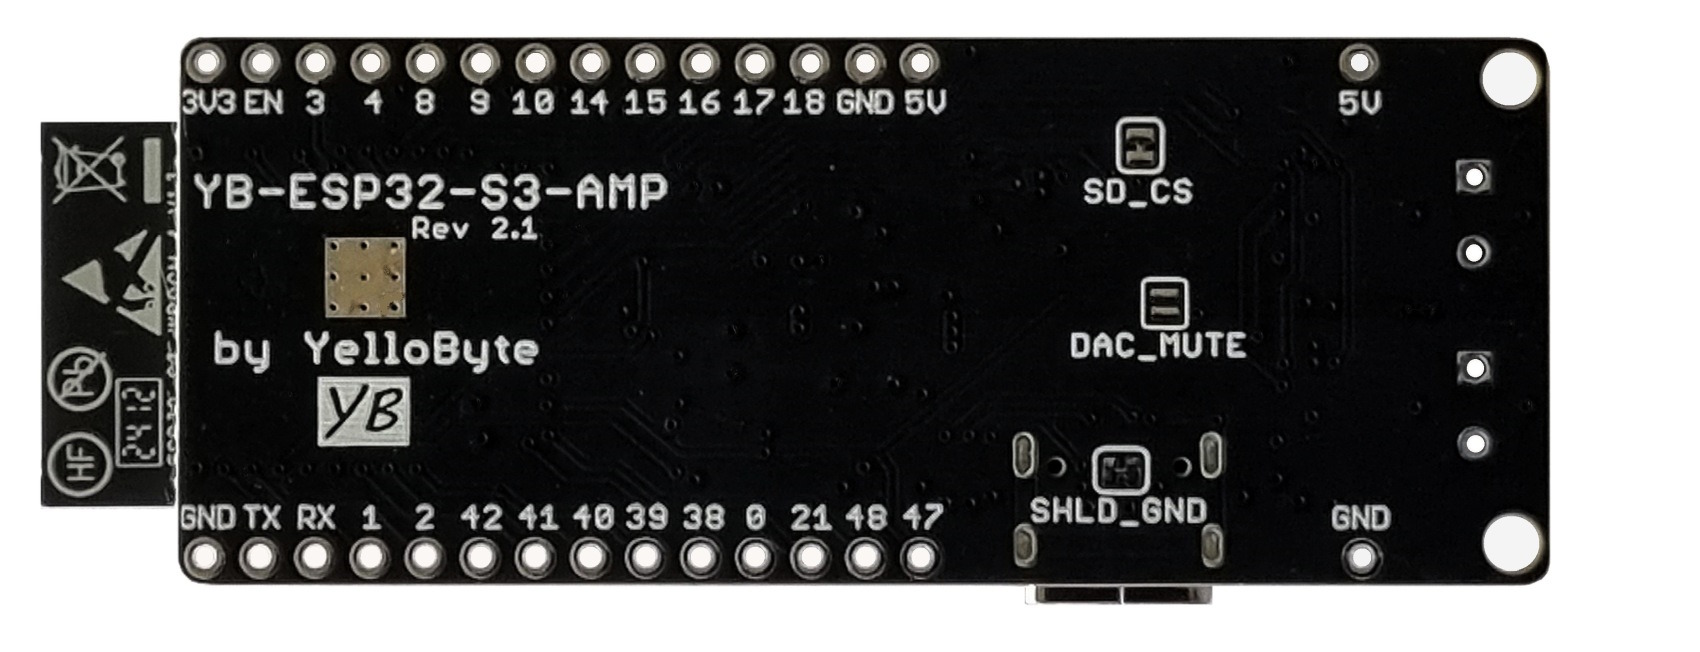 3V3 EN 3 4 8 9 10 14 15 16 17 18 GND 5V
5V
SD_CS
YB-ESP32-S3-AMP
Rev 2.1
DAC_MUTE
by YelloByte
YB
Pb
2412
HF
SHLD_GND
GND TX RX 1 2 42 41 40 39 38 0 21 48 47
GND